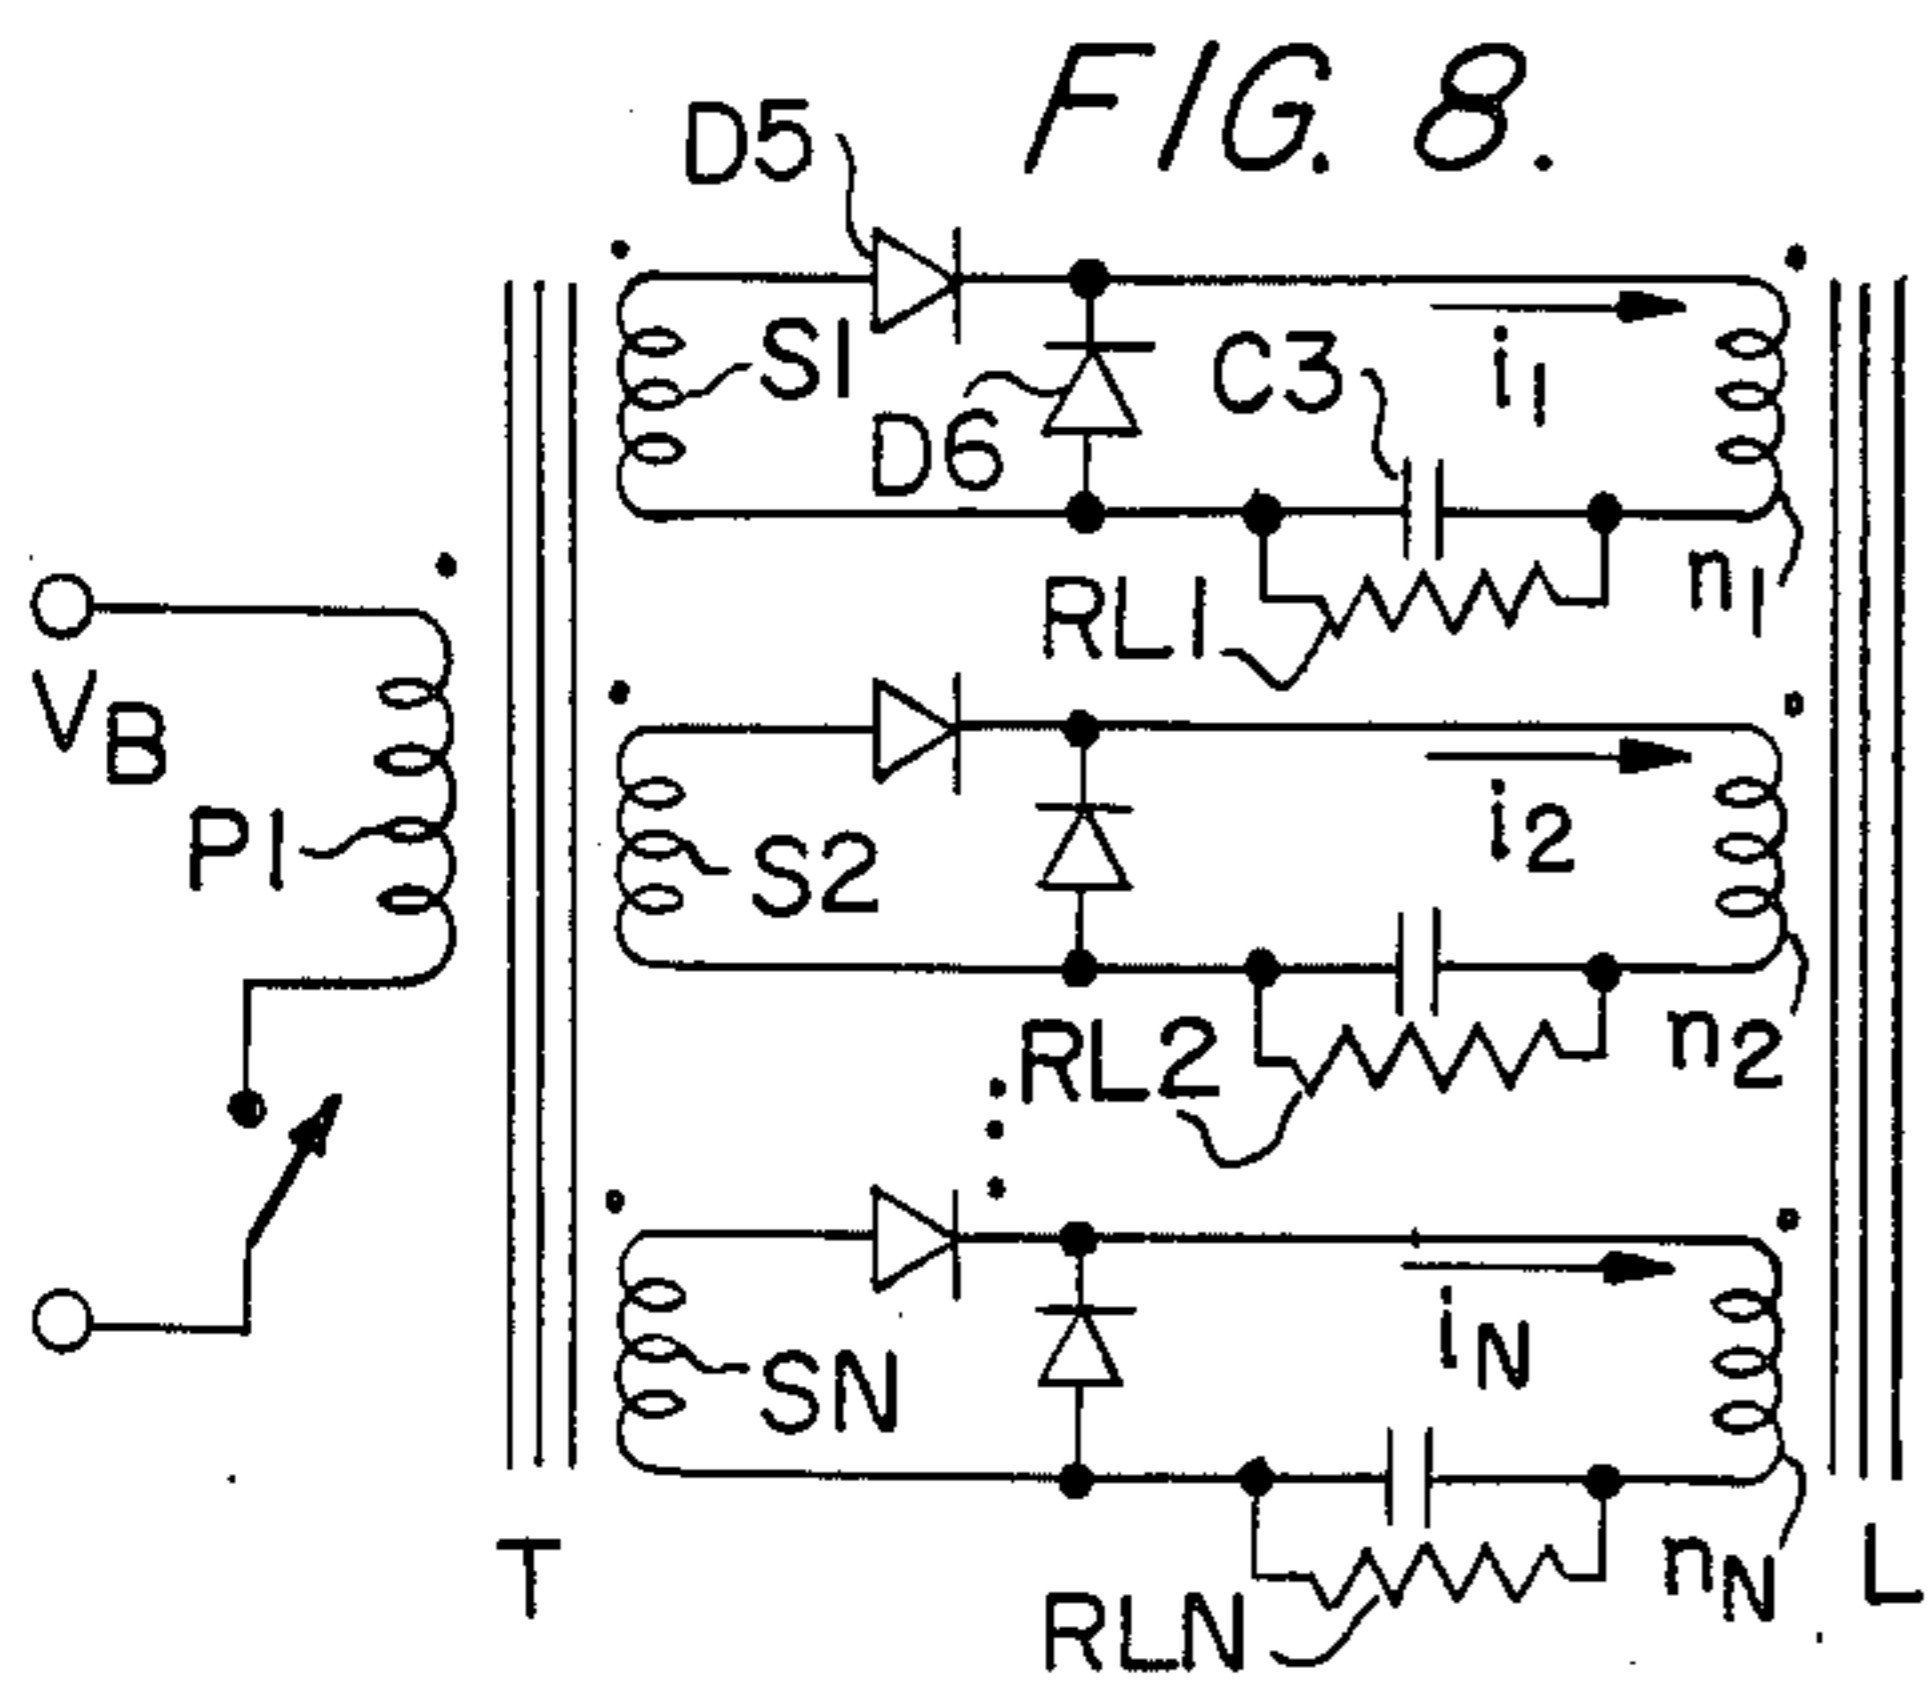 FIG. 8.
D5
S1
D6
C3
i1
n1
RL1
VB
P1
S2
i2
n2
RL2
SN
iN
nN
RLN
T
L